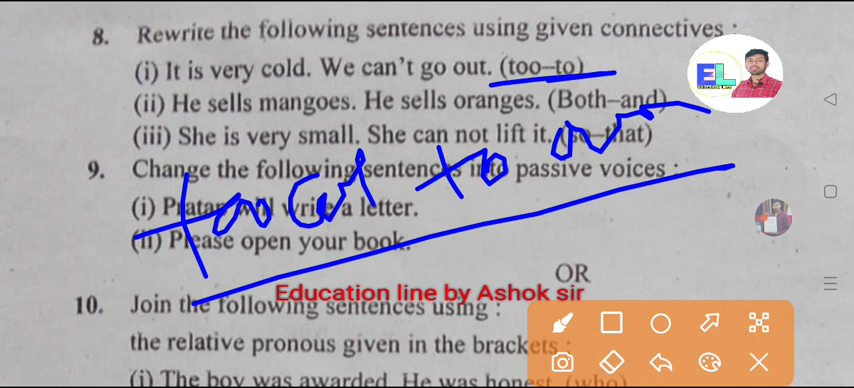 8. Rewrite the following sentences using given connectives :
(i) It is very cold. We can't go out. (too–to)
EL
(ii) He sells mangoes. He sells oranges. (Both–and)
(iii) She is very small. She can not lift it. (so–that)
9. Change the following sentences into passive voices :
too cold to
(i) Pratap will write a letter.
(ii) Please open your book.
OR
Education line by Ashok sir
10. Join the following sentences using :
the relative pronous given in the brackets :
(i) The boy was awarded. He was honest. (who)